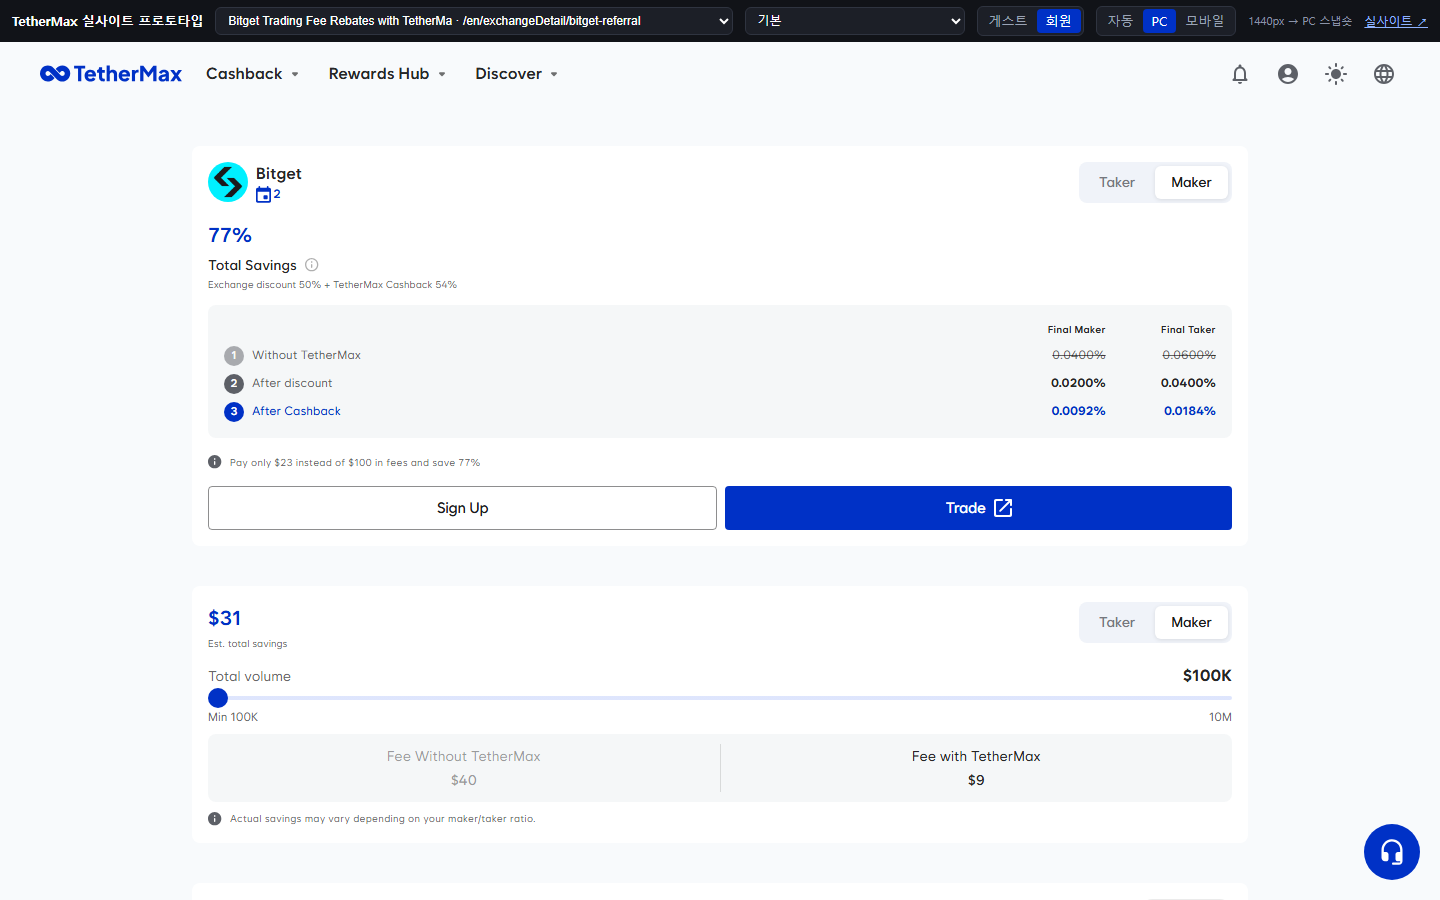 TetherMax 실사이트 프로토타입 Bitget Trading Fee Rebates with TetherMa · /en/exchangeDetail/bitget-referral 기본 게스트 회원 자동 PC 모바일 1440px → PC 스냅숏 실사이트 ↗
TetherMax Cashback Rewards Hub Discover
Bitget
2
Taker Maker
77%
Total Savings
Exchange discount 50% + TetherMax Cashback 54%
Final Maker Final Taker
1 Without TetherMax 0.0400% 0.0600%
2 After discount 0.0200% 0.0400%
3 After Cashback 0.0092% 0.0184%
Pay only $23 instead of $100 in fees and save 77%
Sign Up Trade
$31
Taker Maker
Est. total savings
Total volume $100K
Min 100K 10M
Fee Without TetherMax Fee with TetherMax
$40 $9
Actual savings may vary depending on your maker/taker ratio.